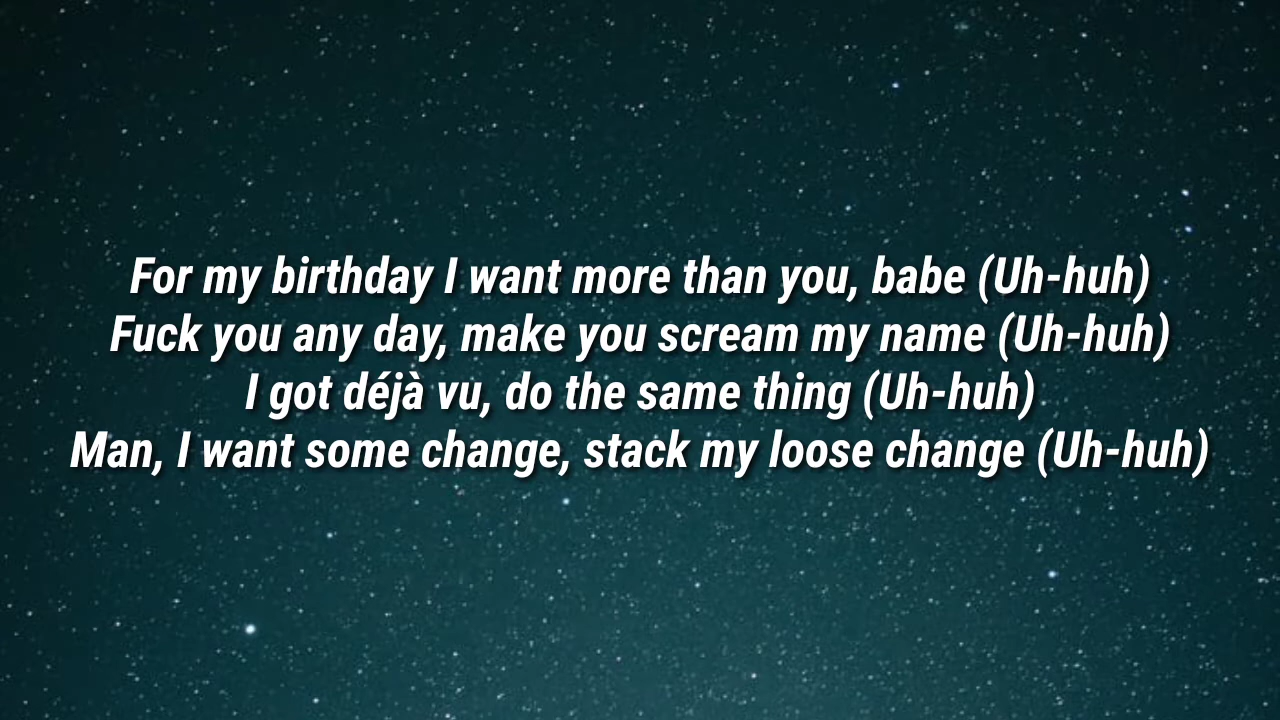 For my birthday I want more than you, babe (Uh-huh)
Fuck you any day, make you scream my name (Uh-huh)
I got déjà vu, do the same thing (Uh-huh)
Man, I want some change, stack my loose change (Uh-huh)